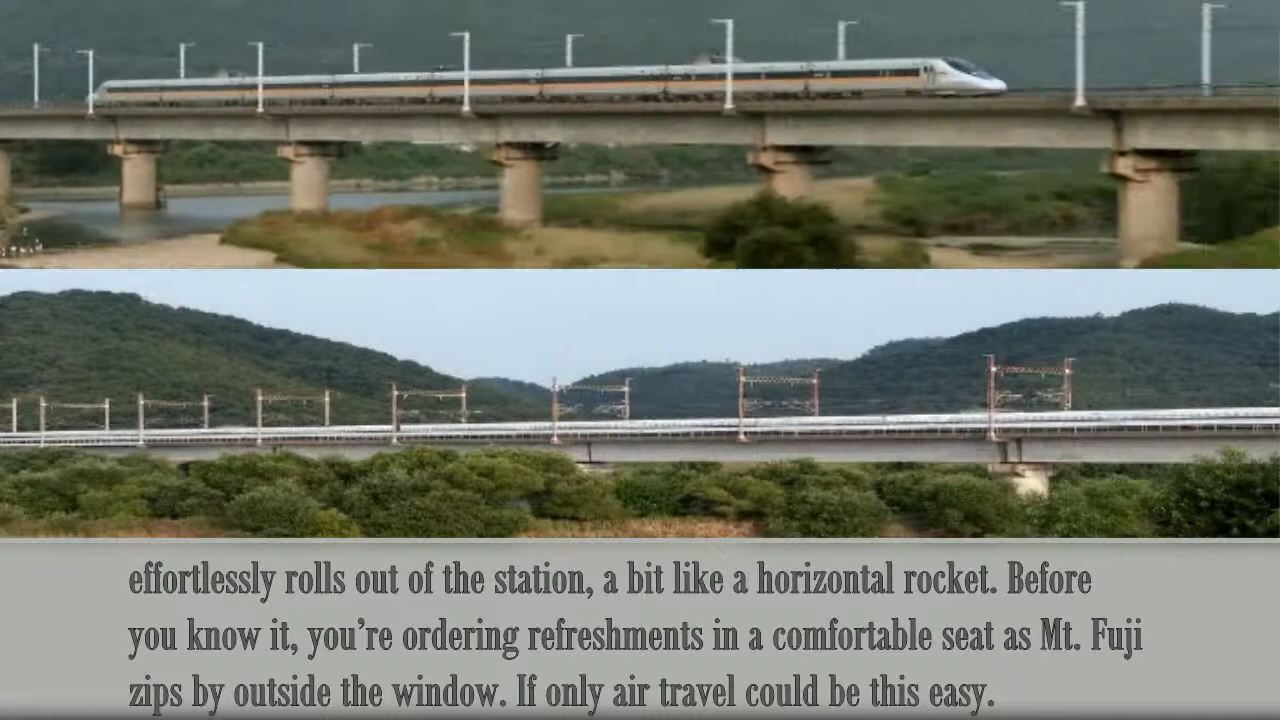 effortlessly rolls out of the station, a bit like a horizontal rocket. Before
you know it, you’re ordering refreshments in a comfortable seat as Mt. Fuji
zips by outside the window. If only air travel could be this easy.